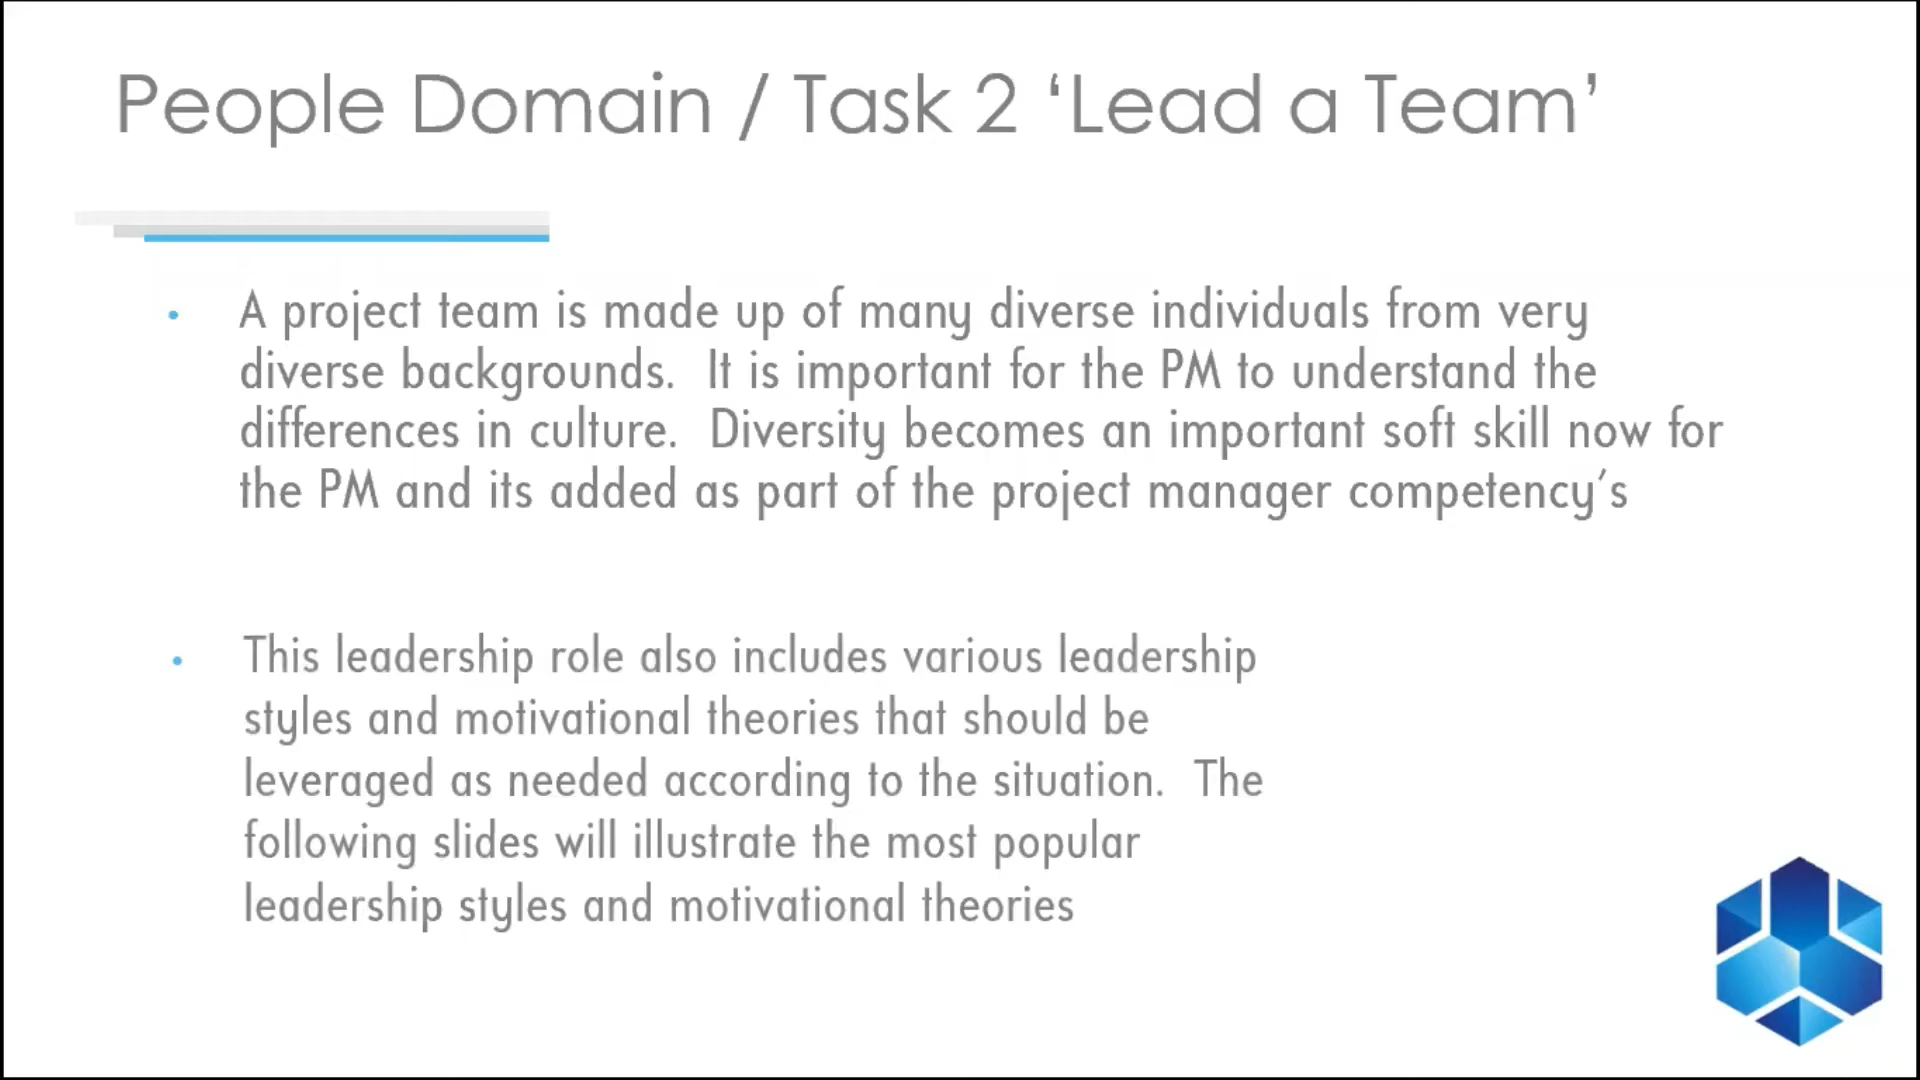 People Domain / Task 2 ‘Lead a Team’
• A project team is made up of many diverse individuals from very
diverse backgrounds.  It is important for the PM to understand the
differences in culture.  Diversity becomes an important soft skill now for
the PM and its added as part of the project manager competency’s
• This leadership role also includes various leadership
styles and motivational theories that should be
leveraged as needed according to the situation.  The
following slides will illustrate the most popular
leadership styles and motivational theories